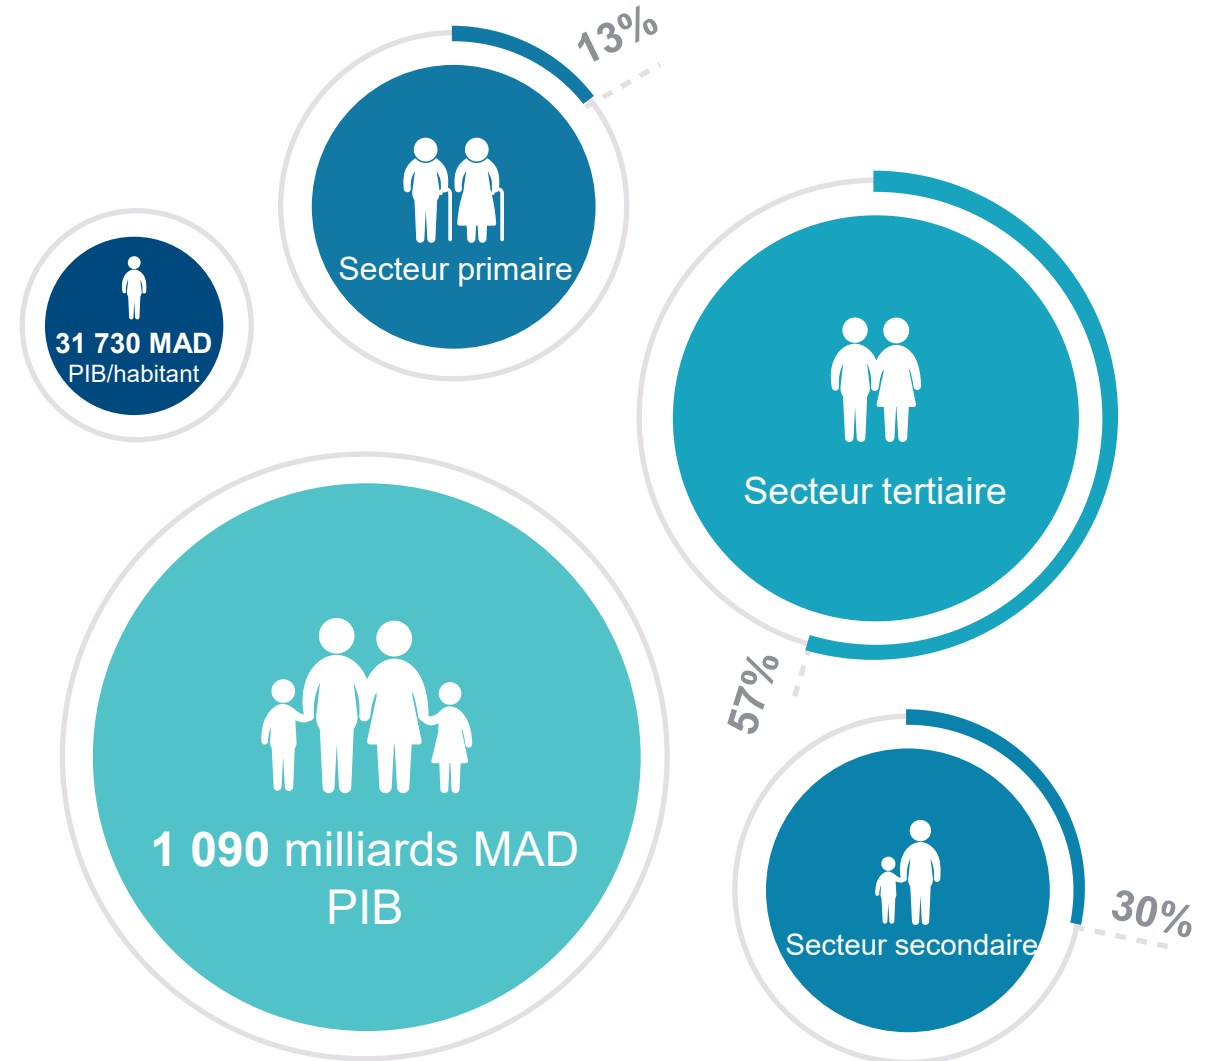 13%
Secteur primaire
31 730 MAD
PIB/habitant
Secteur tertiaire
57%
1 090 milliards MAD
PIB
30%
Secteur secondaire